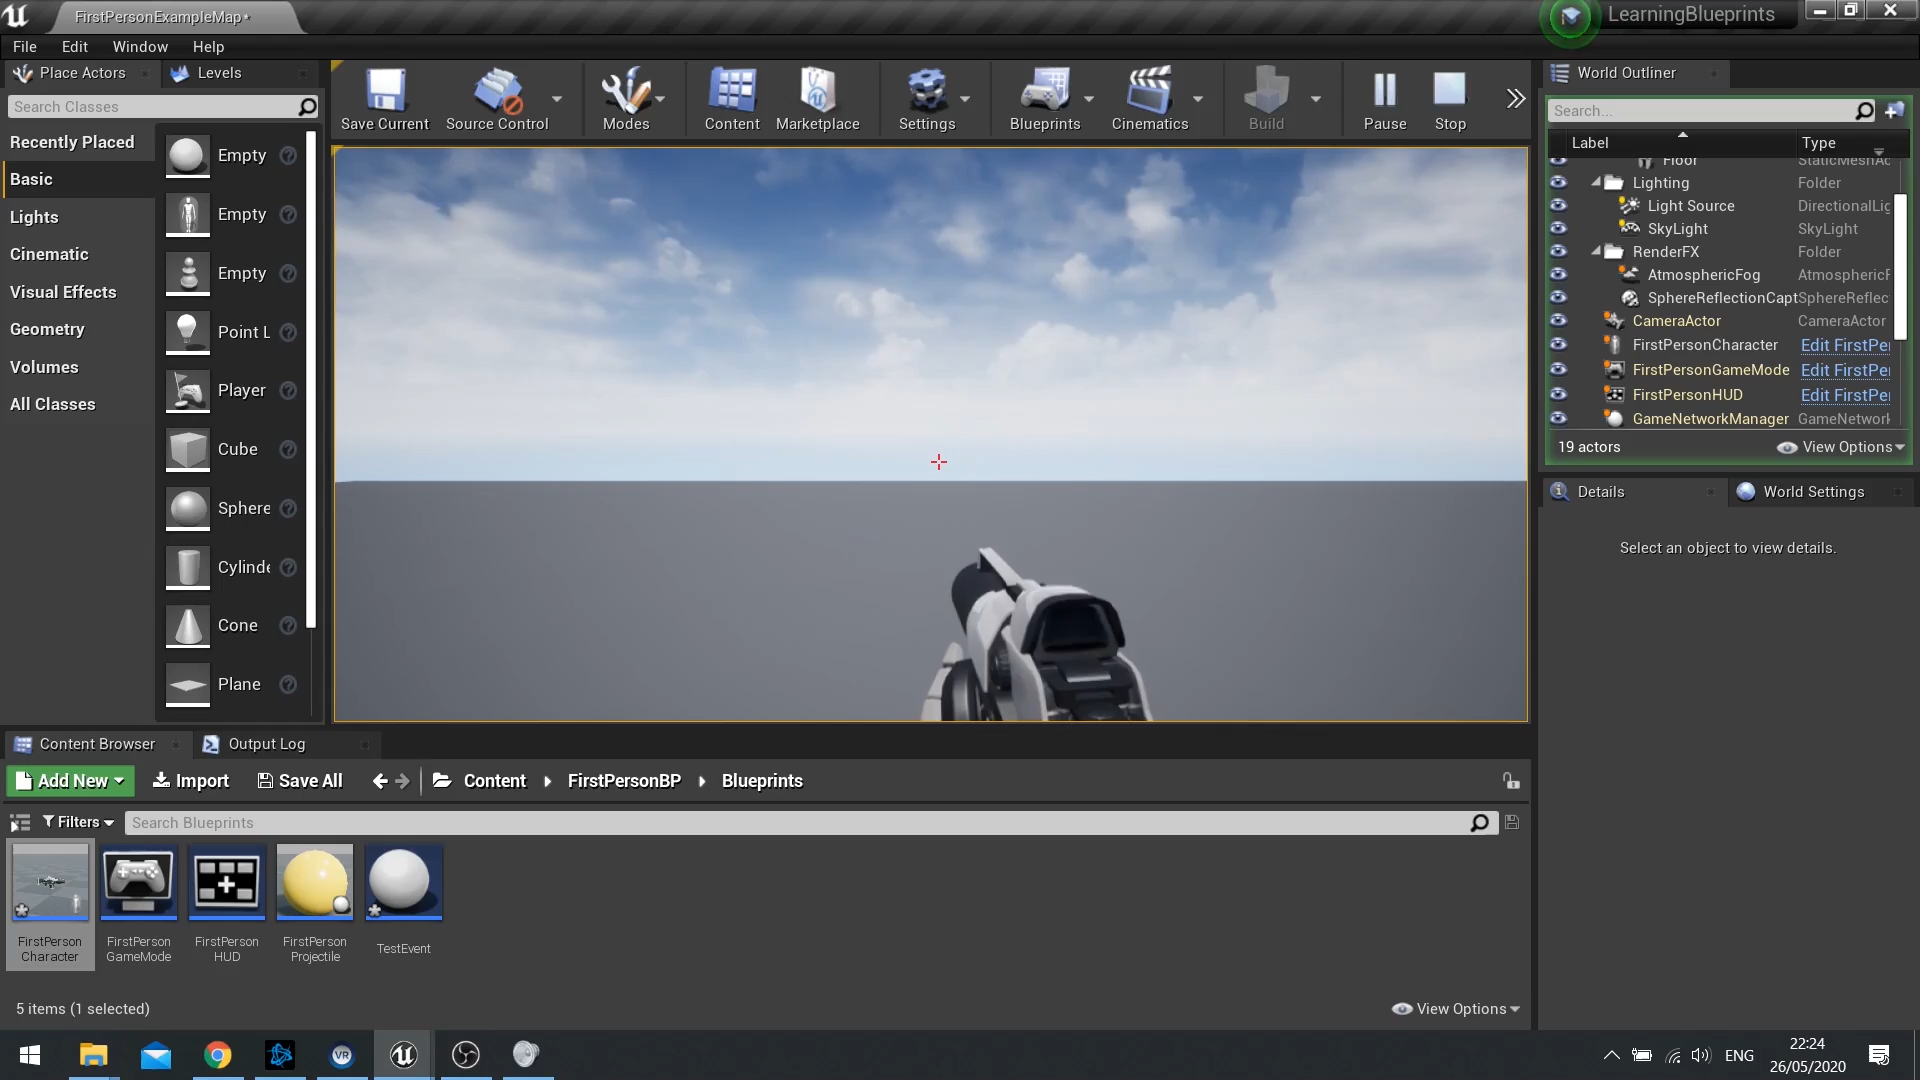 FirstPersonExampleMap*
LearningBlueprints
File Edit Window Help
Place Actors
Levels
Search Classes
Recently Placed
Basic
Lights
Cinematic
Visual Effects
Geometry
Volumes
All Classes
Empty
Empty
Empty
Point L
Player
Cube
Sphere
Cylinde
Cone
Plane
Save Current
Source Control
Modes
Content
Marketplace
Settings
Blueprints
Cinematics
Build
Pause
Stop
World Outliner
Search...
Label Type
Floor StaticMeshAc
Lighting Folder
Light Source DirectionalLig
SkyLight SkyLight
RenderFX Folder
AtmosphericFog AtmosphericF
SphereReflectionCapt SphereReflec
CameraActor CameraActor
FirstPersonCharacter Edit FirstPe
FirstPersonGameMode Edit FirstPe
FirstPersonHUD Edit FirstPe
GameNetworkManager GameNetwork
19 actors
View Options
Details
World Settings
Select an object to view details.
Content Browser
Output Log
Add New
Import
Save All
Content
FirstPersonBP
Blueprints
Filters
Search Blueprints
FirstPerson
Character
FirstPerson
GameMode
FirstPerson
HUD
FirstPerson
Projectile
TestEvent
5 items (1 selected)
View Options
VR
ENG
22:24
26/05/2020